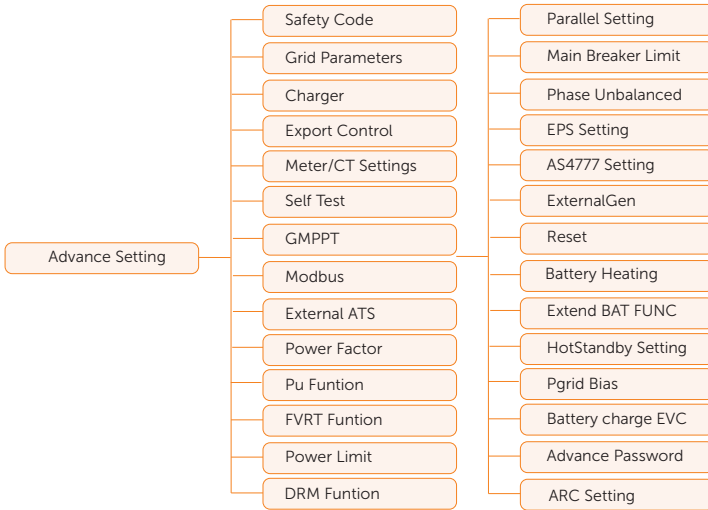 Advance Setting
Safety Code
Grid Parameters
Charger
Export Control
Meter/CT Settings
Self Test
GMPPT
Modbus
External ATS
Power Factor
Pu Funtion
FVRT Funtion
Power Limit
DRM Funtion
Parallel Setting
Main Breaker Limit
Phase Unbalanced
EPS Setting
AS4777 Setting
ExternalGen
Reset
Battery Heating
Extend BAT FUNC
HotStandby Setting
Pgrid Bias
Battery charge EVC
Advance Password
ARC Setting